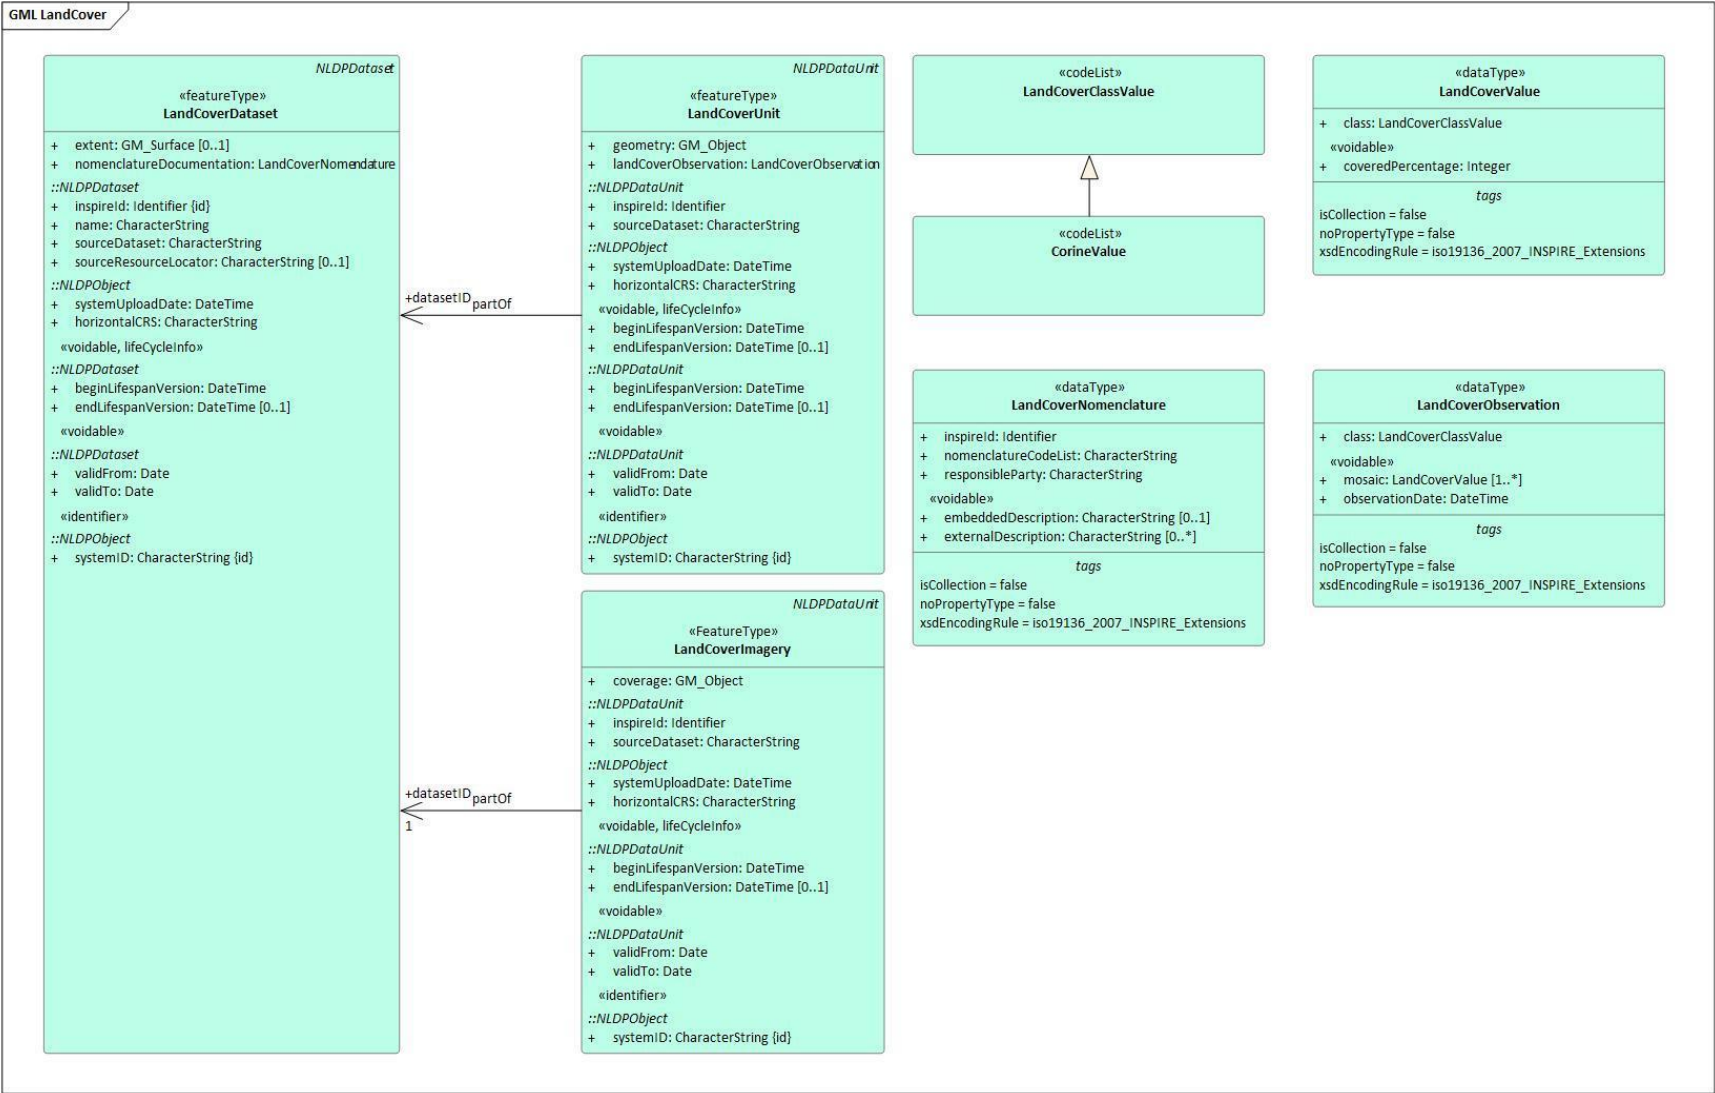 GML LandCover
NLDPDataset
«featureType»
LandCoverDataset
+ extent: GM_Surface [0..1]
+ nomenclatureDocumentation: LandCoverNomenclature
::NLDPDataset
+ inspireId: Identifier {id}
+ name: CharacterString
+ sourceDataset: CharacterString
+ sourceResourceLocator: CharacterString [0..1]
::NLDPObject
+ systemUploadDate: DateTime
+ horizontalCRS: CharacterString
«voidable, lifeCycleInfo»
::NLDPDataset
+ beginLifespanVersion: DateTime
+ endLifespanVersion: DateTime [0..1]
«voidable»
::NLDPDataset
+ validFrom: Date
+ validTo: Date
«identifier»
::NLDPObject
+ systemID: CharacterString {id}
+datasetID
partOf
+datasetID
partOf
1
NLDPDataUnit
«featureType»
LandCoverUnit
+ geometry: GM_Object
+ landCoverObservation: LandCoverObservation
::NLDPDataUnit
+ inspireId: Identifier
+ sourceDataset: CharacterString
::NLDPObject
+ systemUploadDate: DateTime
+ horizontalCRS: CharacterString
«voidable, lifeCycleInfo»
+ beginLifespanVersion: DateTime
+ endLifespanVersion: DateTime [0..1]
::NLDPDataUnit
+ beginLifespanVersion: DateTime
+ endLifespanVersion: DateTime [0..1]
«voidable»
::NLDPDataUnit
+ validFrom: Date
+ validTo: Date
«identifier»
::NLDPObject
+ systemID: CharacterString {id}
NLDPDataUnit
«FeatureType»
LandCoverImagery
+ coverage: GM_Object
::NLDPDataUnit
+ inspireId: Identifier
+ sourceDataset: CharacterString
::NLDPObject
+ systemUploadDate: DateTime
+ horizontalCRS: CharacterString
«voidable, lifeCycleInfo»
::NLDPDataUnit
+ beginLifespanVersion: DateTime
+ endLifespanVersion: DateTime [0..1]
«voidable»
::NLDPDataUnit
+ validFrom: Date
+ validTo: Date
«identifier»
::NLDPObject
+ systemID: CharacterString {id}
«codeList»
LandCoverClassValue
«codeList»
CorineValue
«dataType»
LandCoverNomenclature
+ inspireId: Identifier
+ nomenclatureCodeList: CharacterString
+ responsibleParty: CharacterString
«voidable»
+ embeddedDescription: CharacterString [0..1]
+ externalDescription: CharacterString [0..*]
tags
isCollection = false
noPropertyType = false
xsdEncodingRule = iso19136_2007_INSPIRE_Extensions
«dataType»
LandCoverValue
+ class: LandCoverClassValue
«voidable»
+ coveredPercentage: Integer
tags
isCollection = false
noPropertyType = false
xsdEncodingRule = iso19136_2007_INSPIRE_Extensions
«dataType»
LandCoverObservation
+ class: LandCoverClassValue
«voidable»
+ mosaic: LandCoverValue [1..*]
+ observationDate: DateTime
tags
isCollection = false
noPropertyType = false
xsdEncodingRule = iso19136_2007_INSPIRE_Extensions